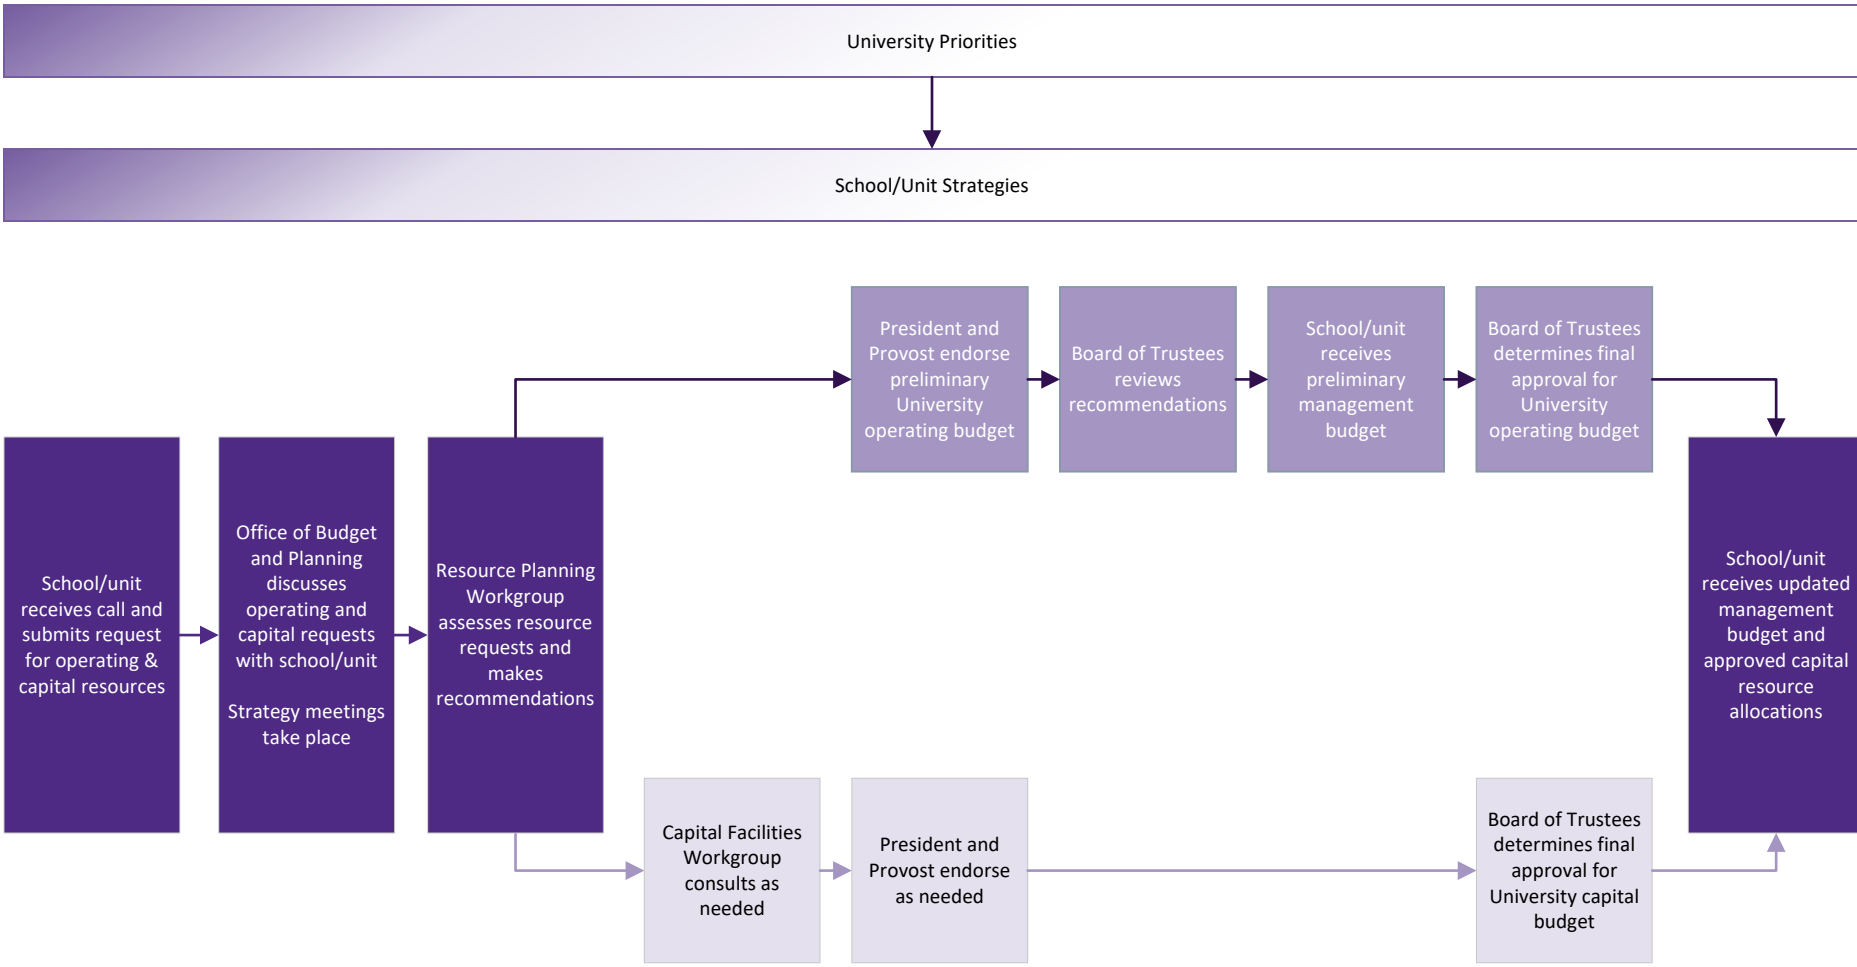 University Priorities
School/Unit Strategies
President and
Provost endorse
preliminary
University
operating budget
Board of Trustees
reviews
recommendations
School/unit
receives
preliminary
management
budget
Board of Trustees
determines final
approval for
University
operating budget
School/unit
receives call and
submits request
for operating &
capital resources
Office of Budget
and Planning
discusses
operating and
capital requests
with school/unit
Strategy meetings
take place
Resource Planning
Workgroup
assesses resource
requests and
makes
recommendations
School/unit
receives updated
management
budget and
approved capital
resource
allocations
Capital Facilities
Workgroup
consults as
needed
President and
Provost endorse
as needed
Board of Trustees
determines final
approval for
University capital
budget